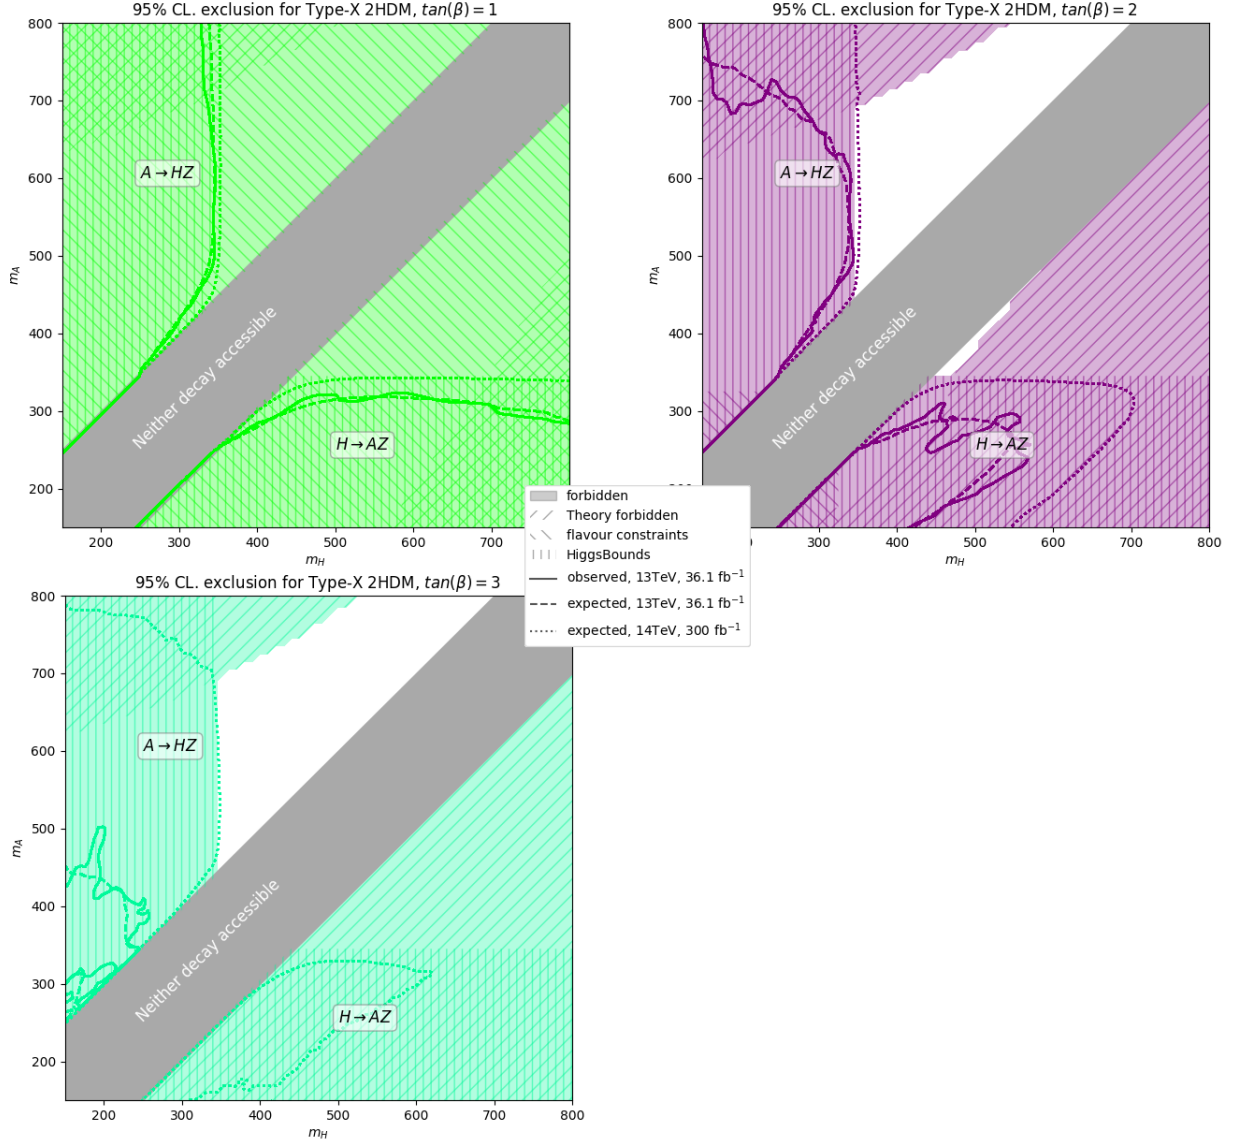 95% CL. exclusion for Type-X 2HDM, tan(β) = 1
800
700
600
500
400
300
200
m_A
A → HZ
Neither decay accessible
H → AZ
200
300
400
500
600
700
m_H
95% CL. exclusion for Type-X 2HDM, tan(β) = 2
800
700
600
500
400
300
m_A
A → HZ
Neither decay accessible
H → AZ
300
400
500
600
700
800
m_H
forbidden
Theory forbidden
flavour constraints
HiggsBounds
observed, 13TeV, 36.1 fb⁻¹
expected, 13TeV, 36.1 fb⁻¹
expected, 14TeV, 300 fb⁻¹
95% CL. exclusion for Type-X 2HDM, tan(β) = 3
800
700
600
500
400
300
200
m_A
A → HZ
Neither decay accessible
H → AZ
200
300
400
500
600
700
800
m_H